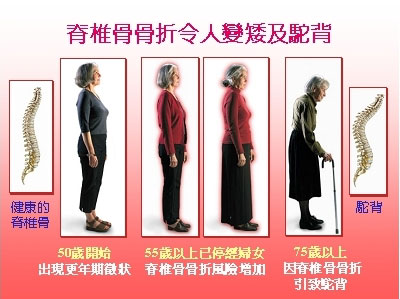 脊椎骨骨折令人變矮及駝背
健康的
脊椎骨
駝背
50歲開始
出現更年期徵狀
55歲以上已停經婦女
脊椎骨骨折風險增加
75歲以上
因脊椎骨骨折
引致駝背